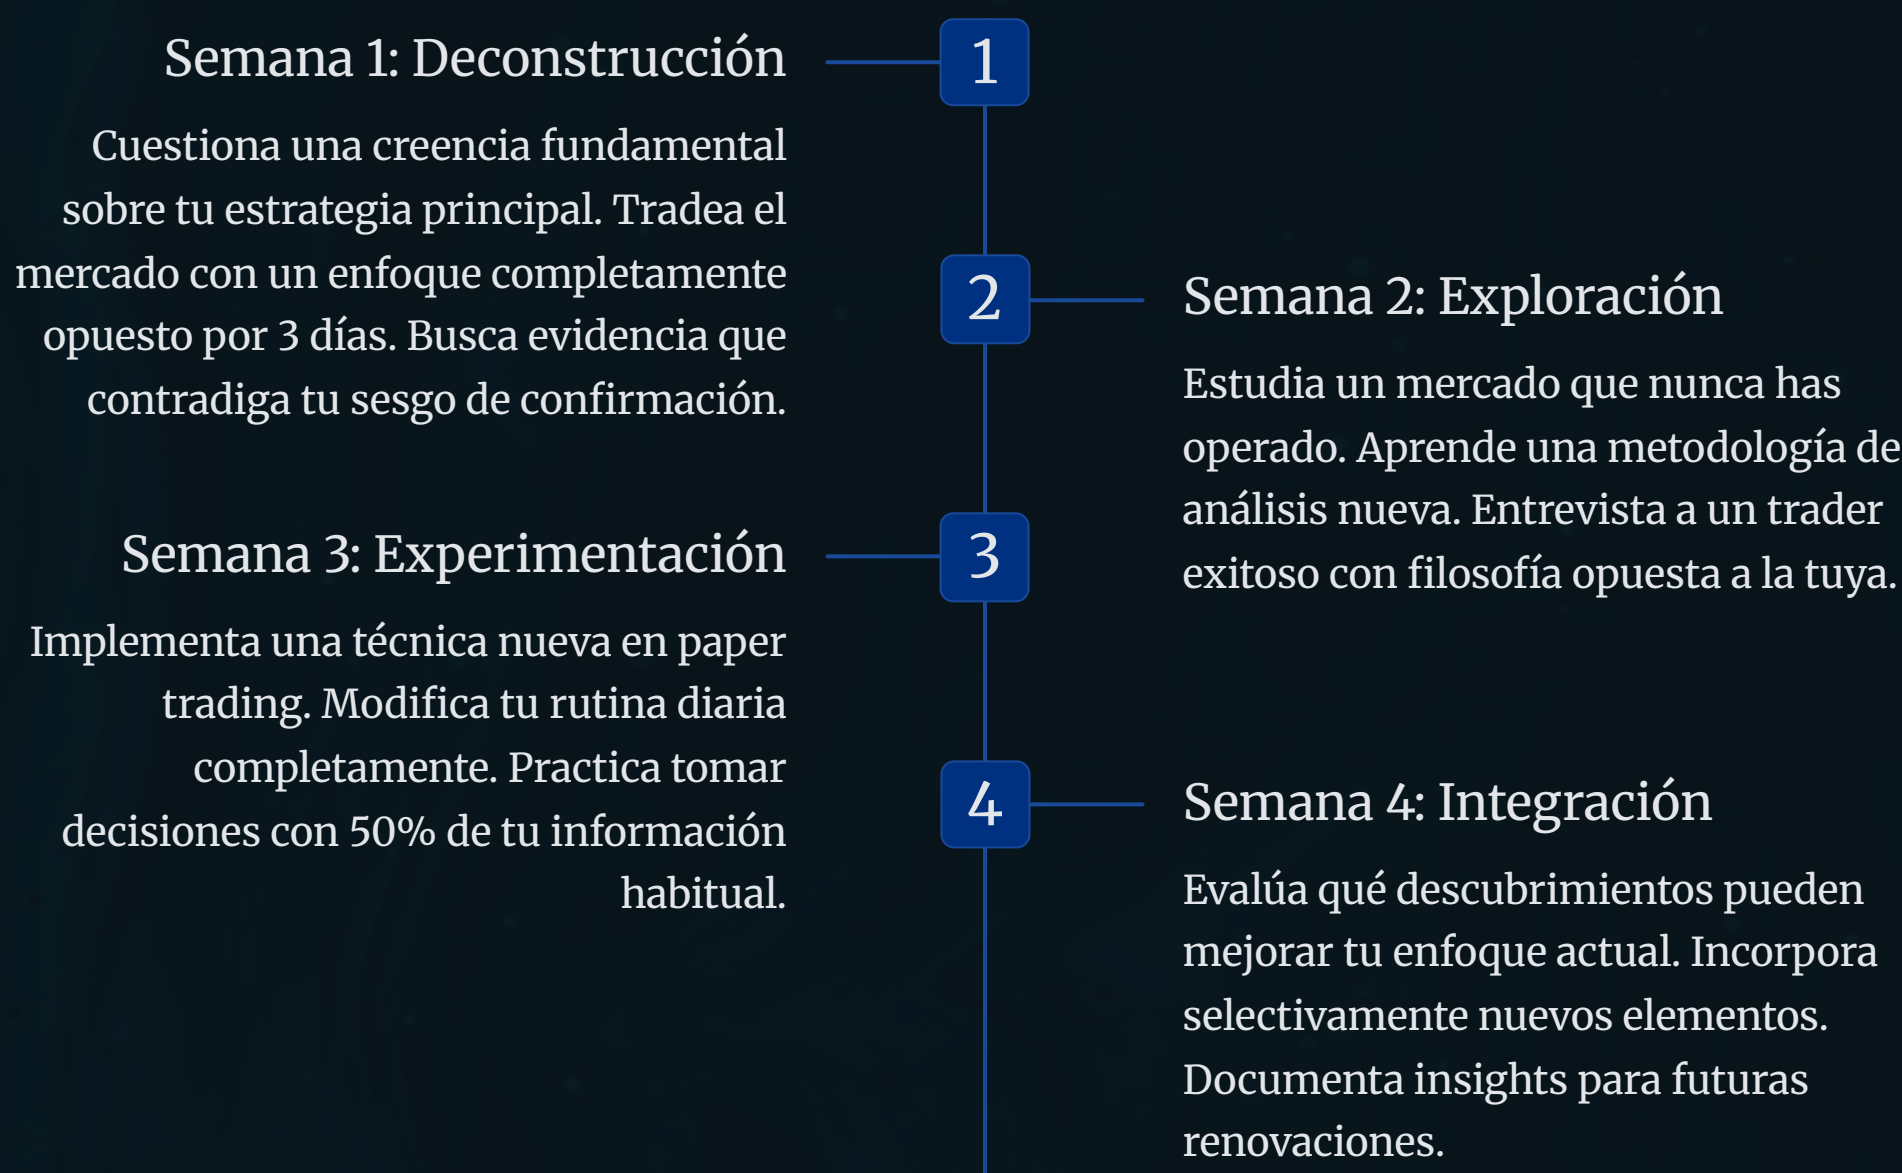 Semana 1: Deconstrucción
1
Cuestiona una creencia fundamental
sobre tu estrategia principal. Tradea el
mercado con un enfoque completamente
opuesto por 3 días. Busca evidencia que
contradiga tu sesgo de confirmación.
2
Semana 2: Exploración
Estudia un mercado que nunca has
operado. Aprende una metodología de
análisis nueva. Entrevista a un trader
exitoso con filosofía opuesta a la tuya.
Semana 3: Experimentación
3
Implementa una técnica nueva en paper
trading. Modifica tu rutina diaria
completamente. Practica tomar
decisiones con 50% de tu información
habitual.
4
Semana 4: Integración
Evalúa qué descubrimientos pueden
mejorar tu enfoque actual. Incorpora
selectivamente nuevos elementos.
Documenta insights para futuras
renovaciones.